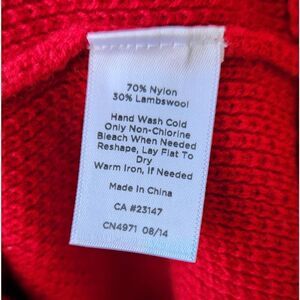 70% Nylon
30% Lambswool
Hand Wash Cold
Only Non-Chlorine
Bleach When Needed
Reshape, Lay Flat To
Dry
Warm Iron, If Needed
Made In China
CA #23147
CN4971 08/14